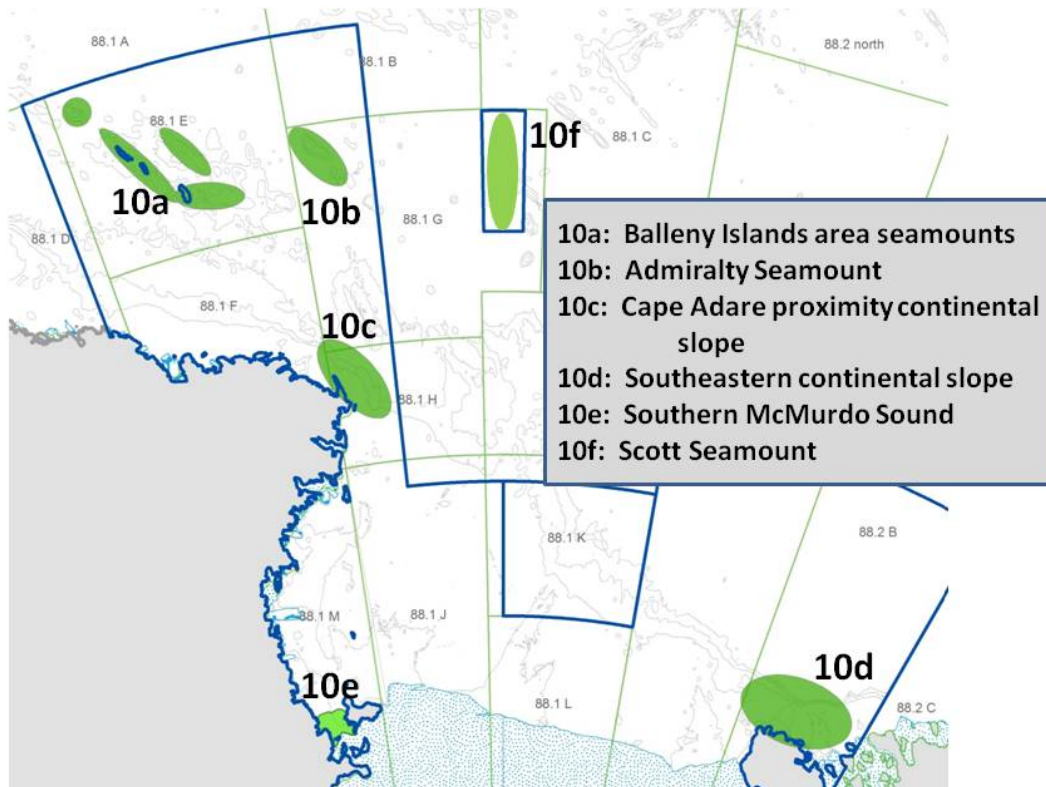 88.1 A
88.1 B
88.2 north
88.1 E
10f
88.1 C
10a
10b
88.1 G
88.1 D
88.1 F
10c
88.1 H
10a: Balleny Islands area seamounts
10b: Admiralty Seamount
10c: Cape Adare proximity continental
slope
10d: Southeastern continental slope
10e: Southern McMurdo Sound
10f: Scott Seamount
88.1 K
88.2 B
88.1 M
88.1 J
10d
10e
88.1 L
88.2 C